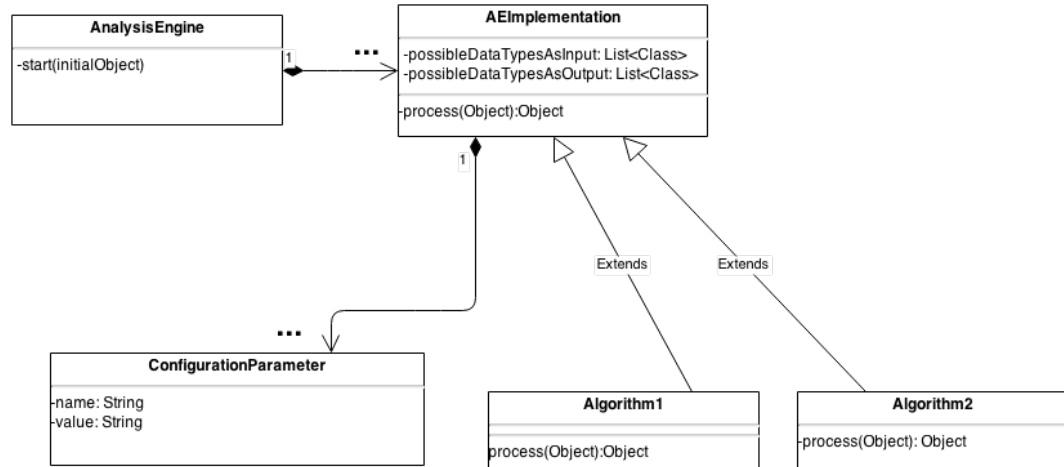 AnalysisEngine
-start(initialObject)
1
...
AEImplementation
-possibleDataTypesAsInput: List<Class>
-possibleDataTypesAsOutput: List<Class>
-process(Object):Object
1
Extends
Extends
...
ConfigurationParameter
-name: String
-value: String
Algorithm1
process(Object):Object
Algorithm2
-process(Object): Object